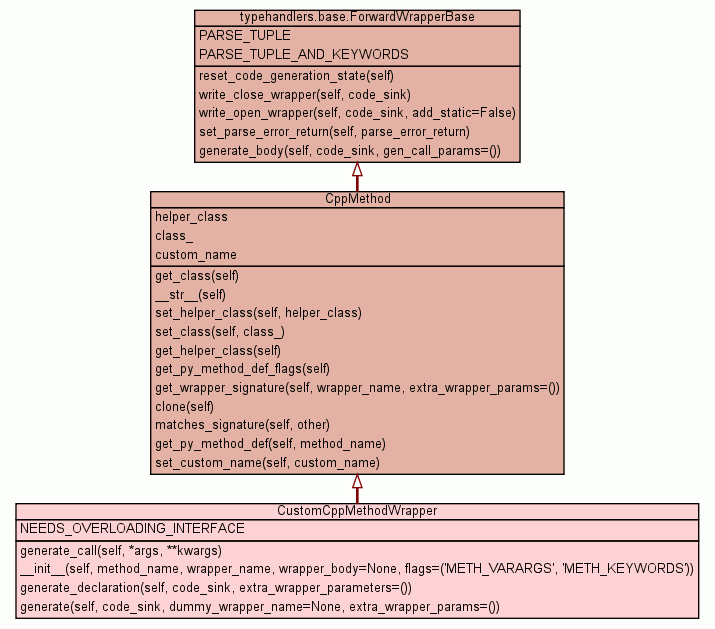 typehandlers.base.ForwardWrapperBase
PARSE_TUPLE
PARSE_TUPLE_AND_KEYWORDS
reset_code_generation_state(self)
write_close_wrapper(self, code_sink)
write_open_wrapper(self, code_sink, add_static=False)
set_parse_error_return(self, parse_error_return)
generate_body(self, code_sink, gen_call_params=())
CppMethod
helper_class
class_
custom_name
get_class(self)
__str__(self)
set_helper_class(self, helper_class)
set_class(self, class_)
get_helper_class(self)
get_py_method_def_flags(self)
get_wrapper_signature(self, wrapper_name, extra_wrapper_params=())
clone(self)
matches_signature(self, other)
get_py_method_def(self, method_name)
set_custom_name(self, custom_name)
CustomCppMethodWrapper
NEEDS_OVERLOADING_INTERFACE
generate_call(self, *args, **kwargs)
__init__(self, method_name, wrapper_name, wrapper_body=None, flags=('METH_VARARGS', 'METH_KEYWORDS'))
generate_declaration(self, code_sink, extra_wrapper_parameters=())
generate(self, code_sink, dummy_wrapper_name=None, extra_wrapper_params=())